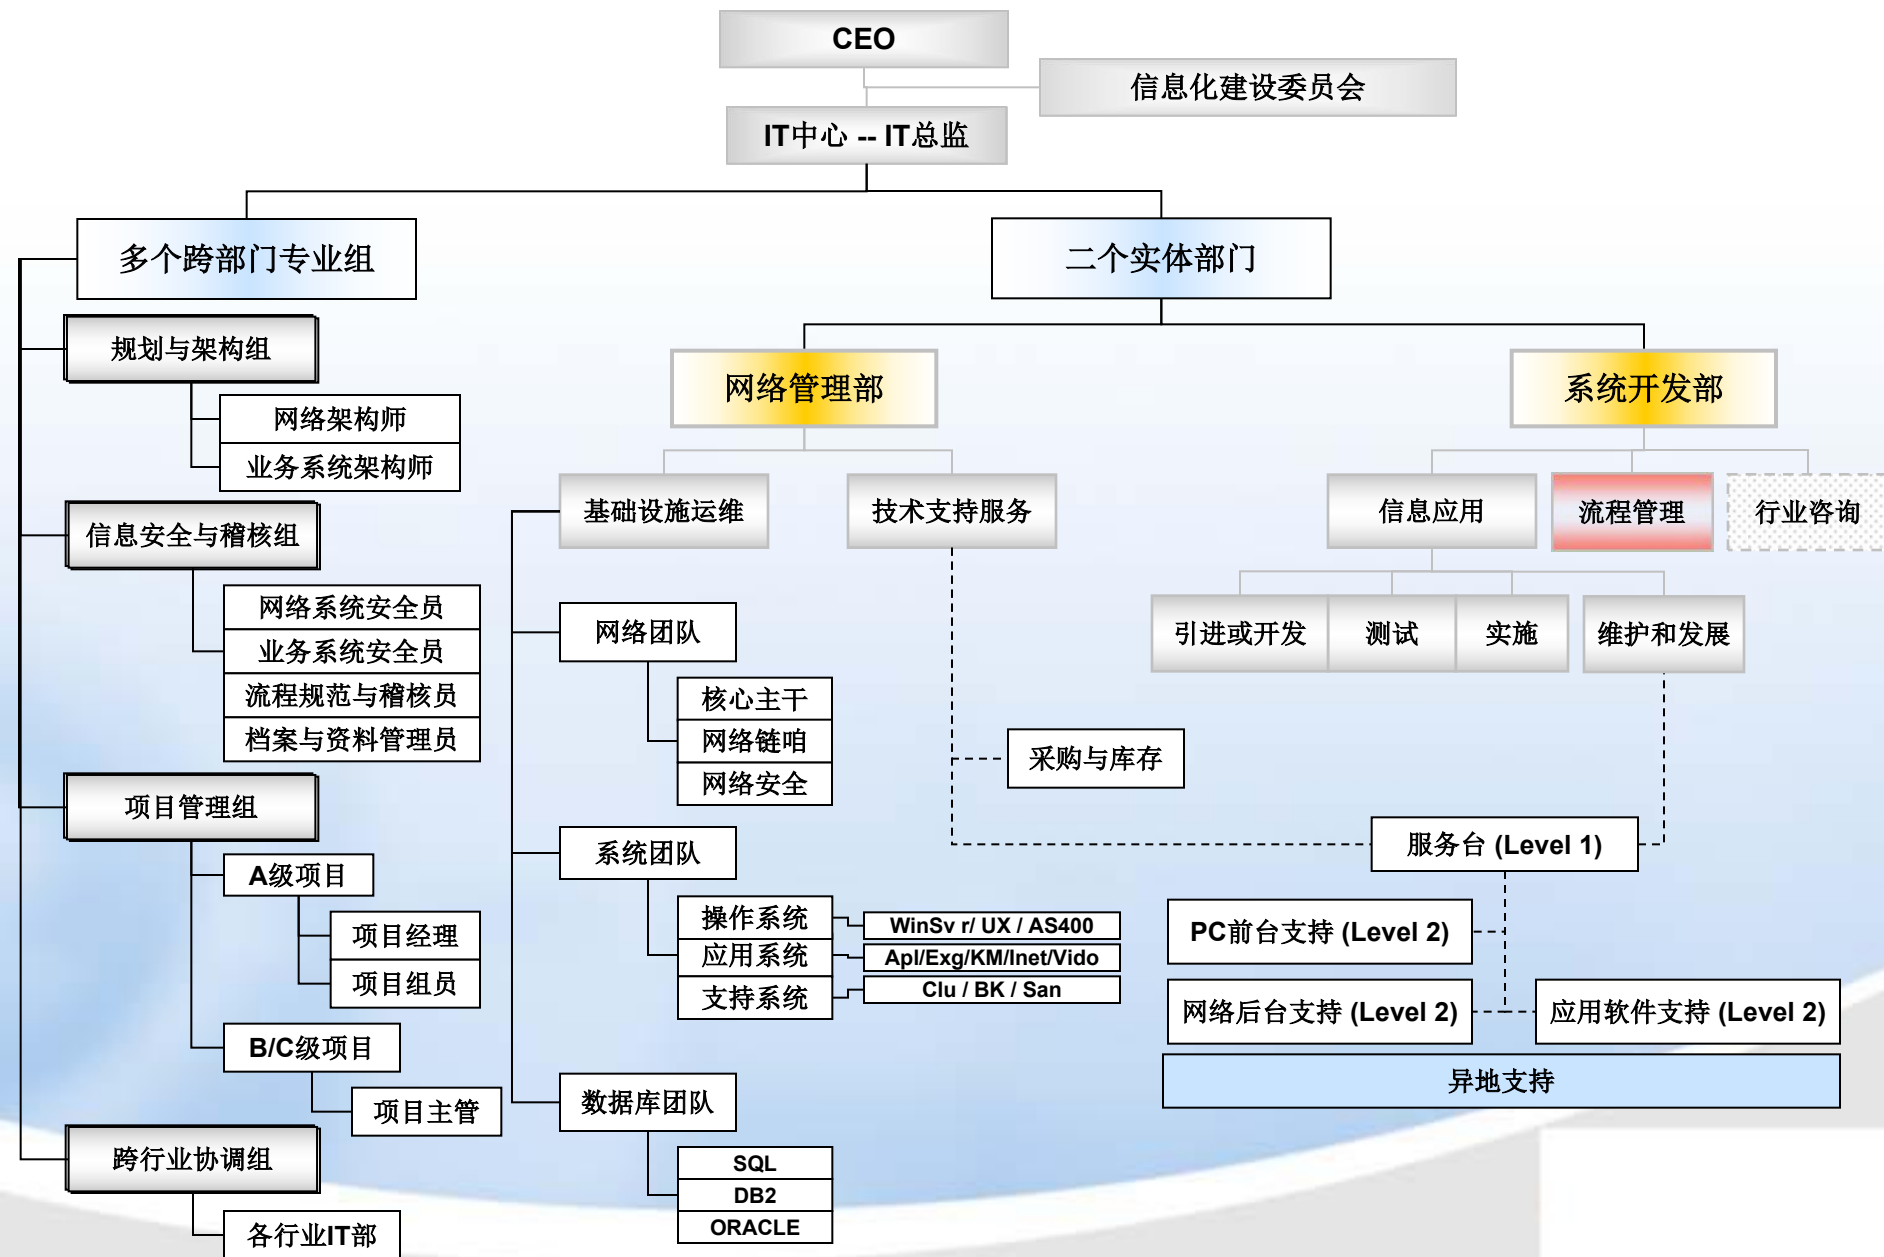 CEO
信息化建设委员会
IT中心 -- IT总监
多个跨部门专业组
二个实体部门
规划与架构组
网络架构师
业务系统架构师
信息安全与稽核组
网络系统安全员
业务系统安全员
流程规范与稽核员
档案与资料管理员
项目管理组
A级项目
项目经理
项目组员
B/C级项目
项目主管
跨行业协调组
各行业IT部
网络管理部
基础设施运维
技术支持服务
网络团队
核心主干
网络链咱
网络安全
系统团队
操作系统
WinSv r/ UX / AS400
应用系统
Apl/Exg/KM/Inet/Vido
支持系统
Clu / BK / San
数据库团队
SQL
DB2
ORACLE
系统开发部
信息应用
流程管理
行业咨询
引进或开发
测试
实施
维护和发展
采购与库存
服务台 (Level 1)
PC前台支持 (Level 2)
网络后台支持 (Level 2)
应用软件支持 (Level 2)
异地支持